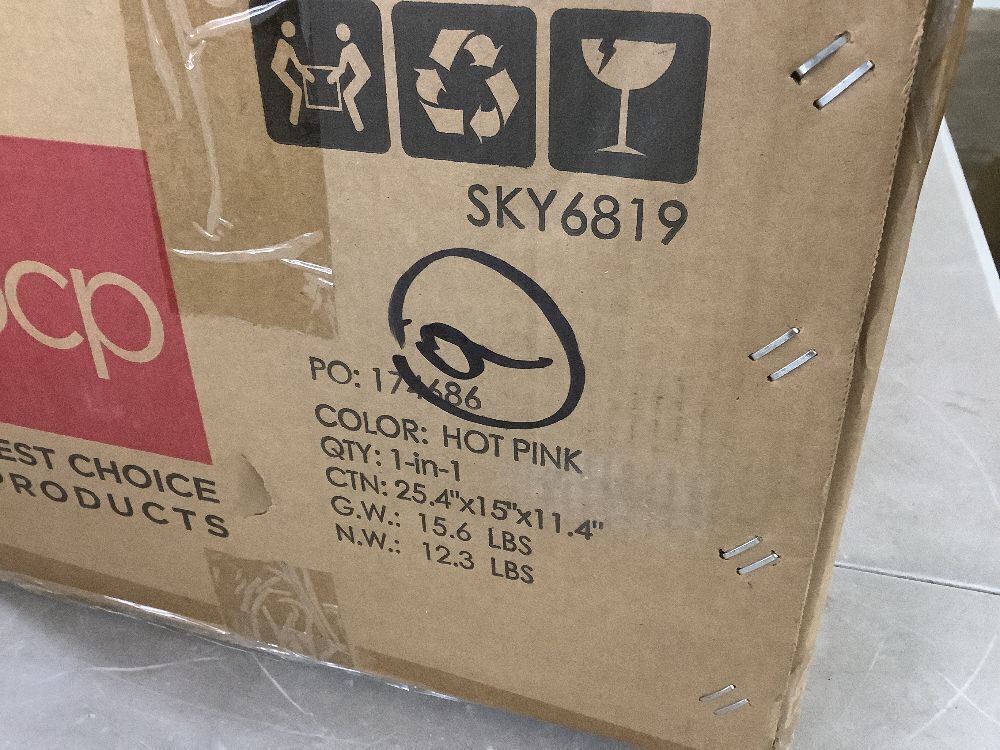 SKY6819
cp
EST CHOICE
PRODUCTS
PO:
COLOR: HOT PINK
QTY: 1-in-1
CTN: 25.4"x15"x11.4"
G.W.: 15.6 LBS
N.W.: 12.3 LBS